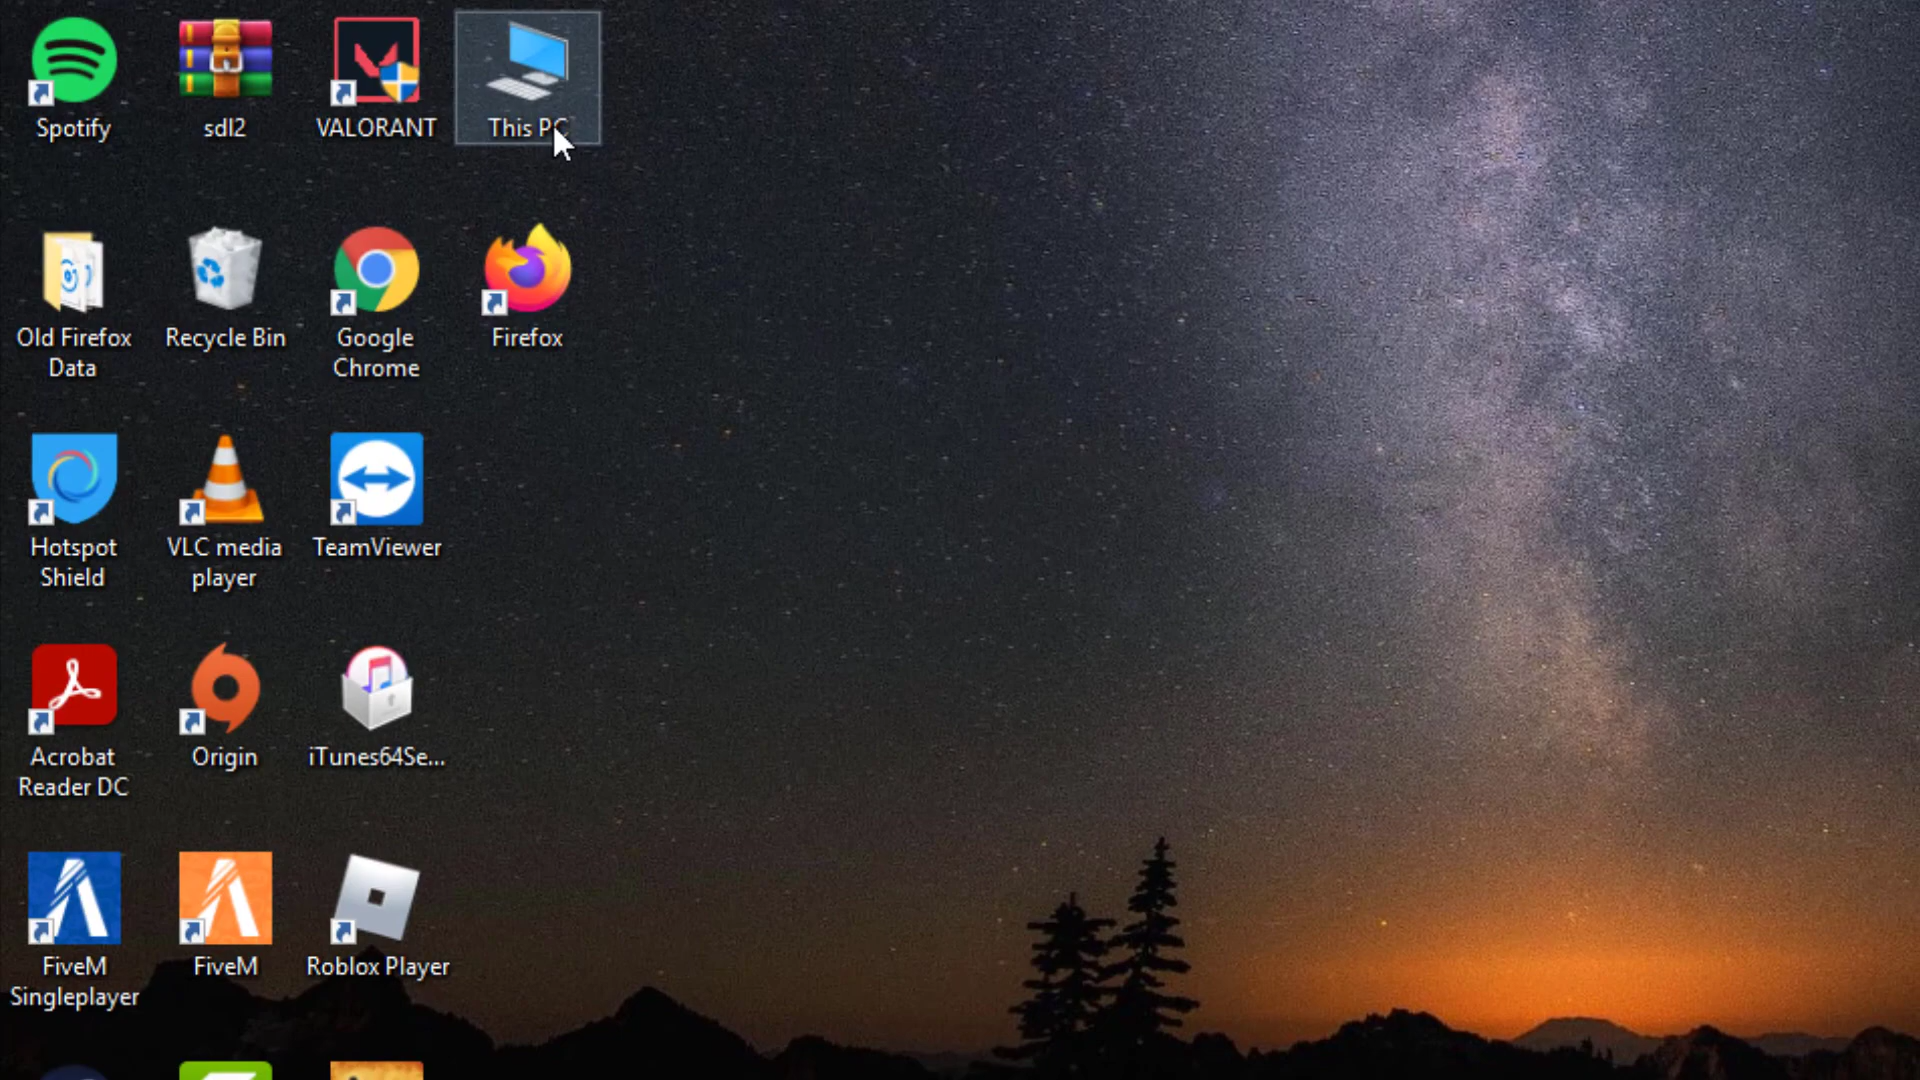 Spotify
sdl2
VALORANT
This PC
Old Firefox
Data
Recycle Bin
Google
Chrome
Firefox
Hotspot
Shield
VLC media
player
TeamViewer
Acrobat
Reader DC
Origin
iTunes64Se...
FiveM
Singleplayer
FiveM
Roblox Player